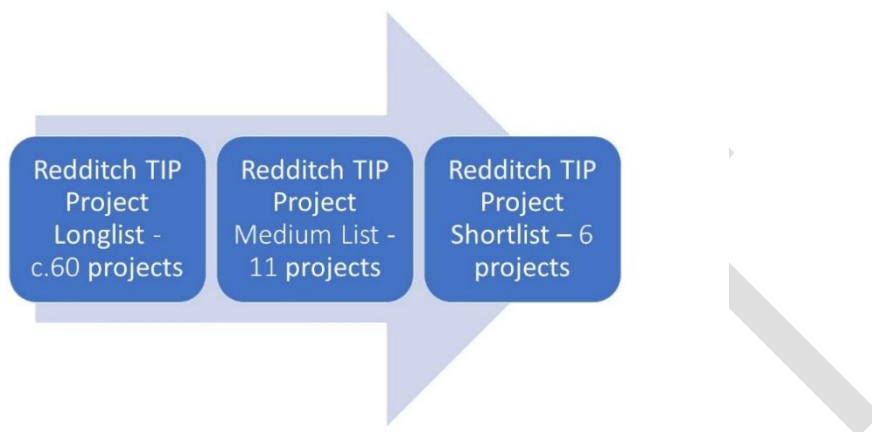 Redditch TIP
Project
Longlist -
c.60 projects
Redditch TIP
Project
Medium List -
11 projects
Redditch TIP
Project
Shortlist – 6
projects